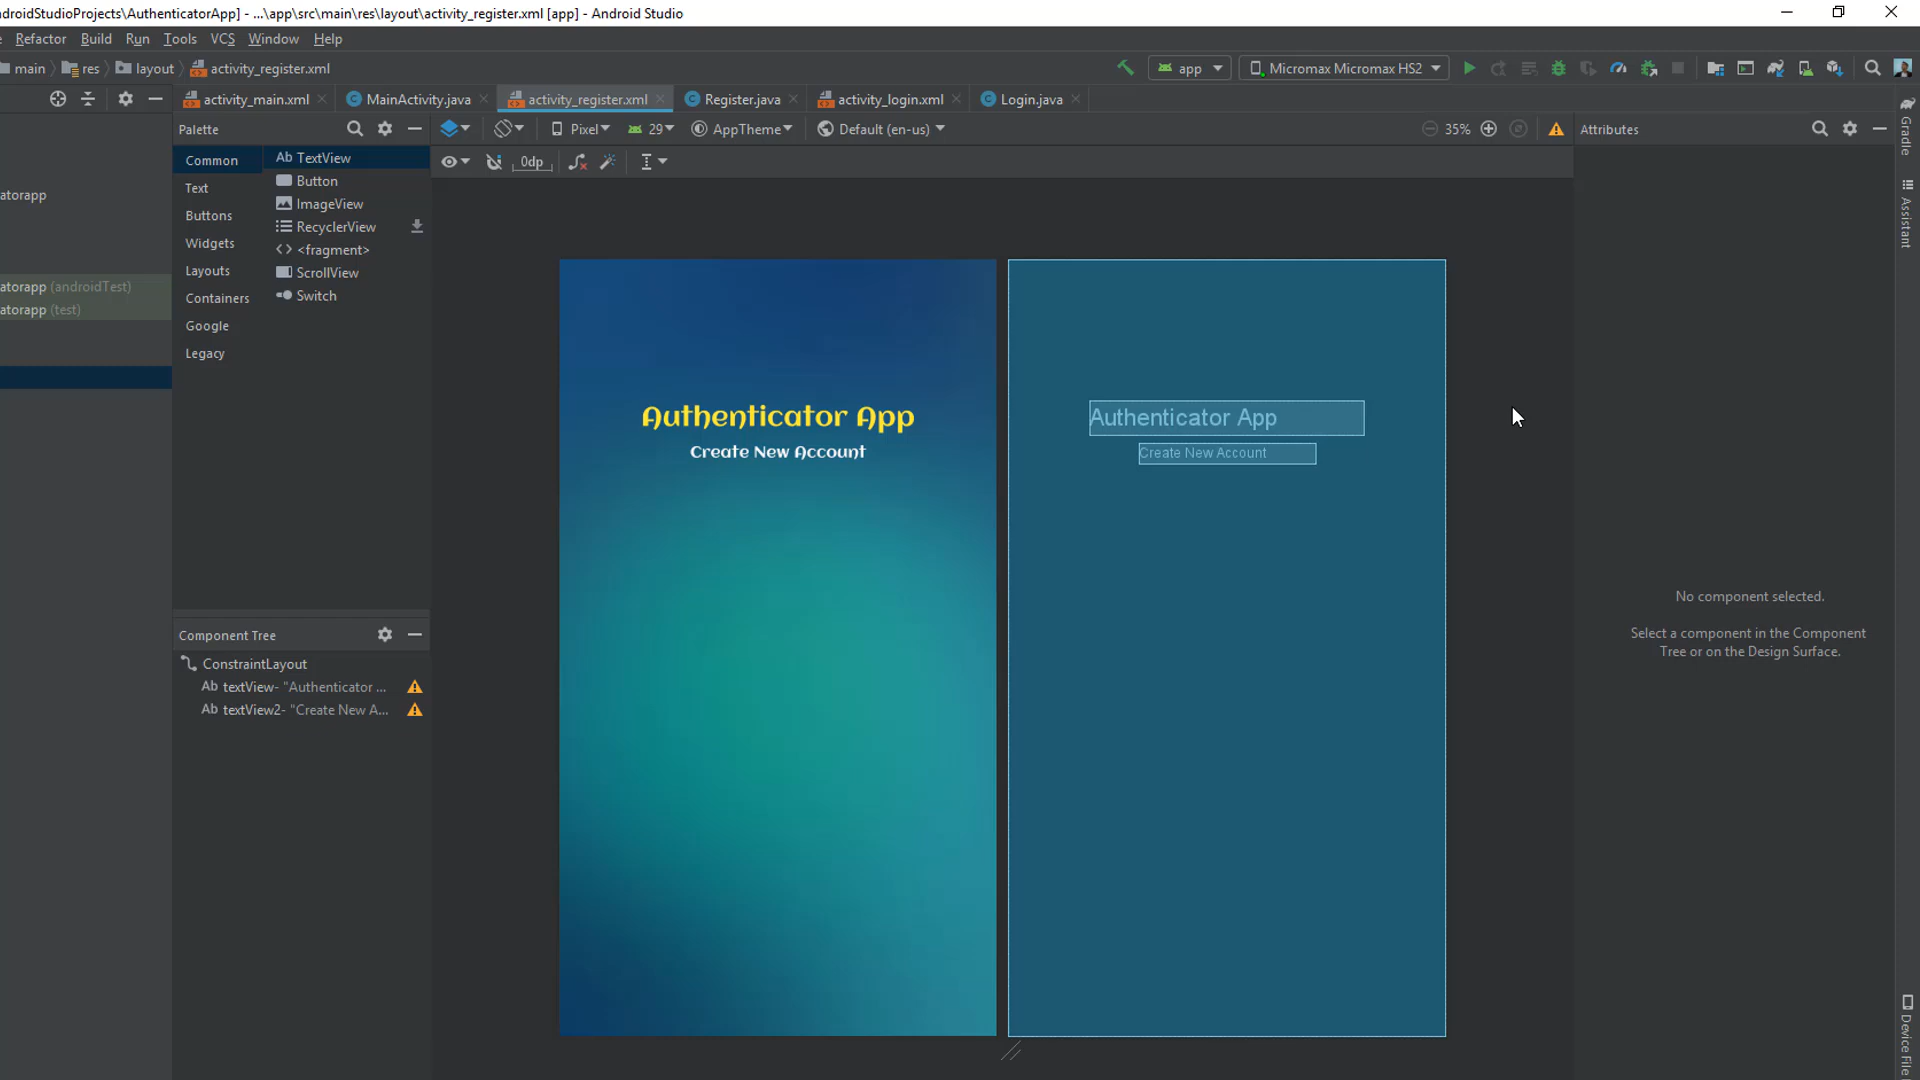 ndroidStudioProjects\AuthenticatorApp] - ...\app\src\main\res\layout\activity_register.xml [app] - Android Studio
Refactor Build Run Tools VCS Window Help
main res layout activity_register.xml
app Micromax Micromax HS2
activity_main.xml MainActivity.java activity_register.xml Register.java activity_login.xml Login.java
Palette
Pixel 29 AppTheme Default (en-us) 35%
Attributes
Common
Text
Buttons
Widgets
Layouts
Containers
Google
Legacy
Ab TextView
Button
ImageView
RecyclerView
<fragment>
ScrollView
Switch
0dp
atorapp
atorapp (androidTest)
atorapp (test)
Authenticator App
Create New Account
Authenticator App
Create New Account
Component Tree
ConstraintLayout
Ab textView- "Authenticator ...
Ab textView2- "Create New A...
No component selected.
Select a component in the Component
Tree or on the Design Surface.
Gradle
Assistant
Device File